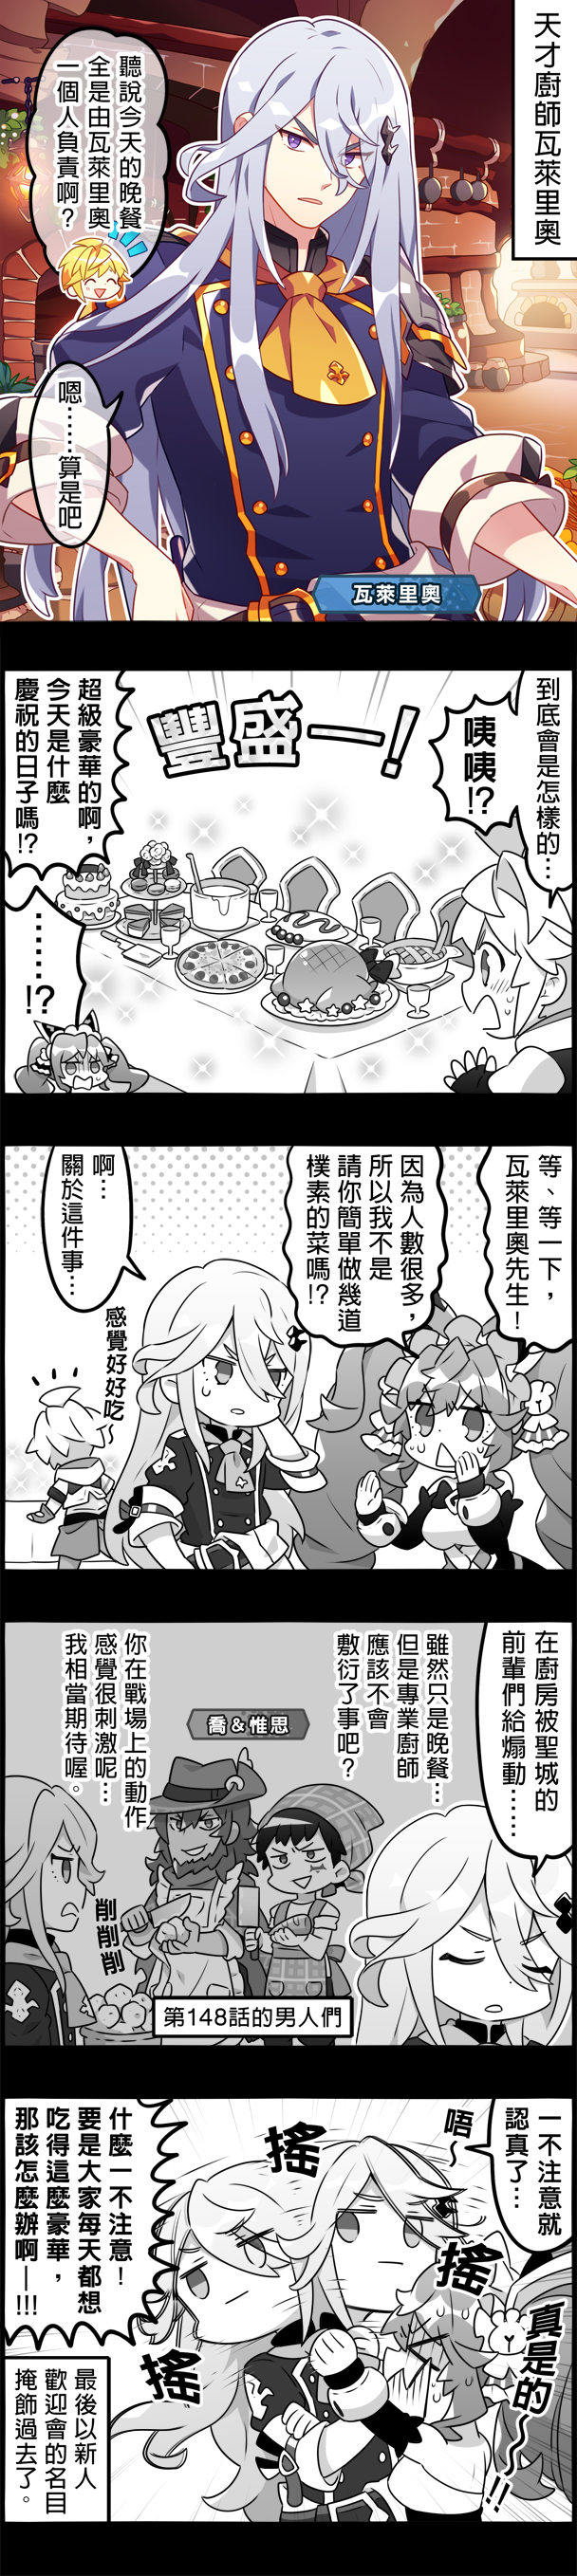 天才廚師瓦萊里奧
聽說今天的晚餐
全是由瓦萊里奧
一個人負責啊?
嗯……算是吧
瓦萊里奧
到底會是怎樣的…
咦咦!?
豐盛—!
超級豪華的啊,
今天是什麼
慶祝的日子嗎!?
……!?
等、等一下,
瓦萊里奧先生!
因為人數很多,
所以我不是
請你簡單做幾道
樸素的菜嗎!?
啊…
關於這件事…
感覺好好吃~
在廚房被聖城的
前輩們給煽動……
雖然只是晚餐…
但是專業廚師
應該不會
敷衍了事吧?
喬&惟思
你在戰場上的動作
感覺很刺激呢…
我相當期待喔。
削削削
第148話的男人們
一不注意就
認真了…
唔~
搖
搖
搖
真是的~~!!
什麼一不注意!
要是大家每天都想
吃得這麼豪華,
那該怎麼辦啊—!!!
最後以新人
歡迎會的名目
掩飾過去了。